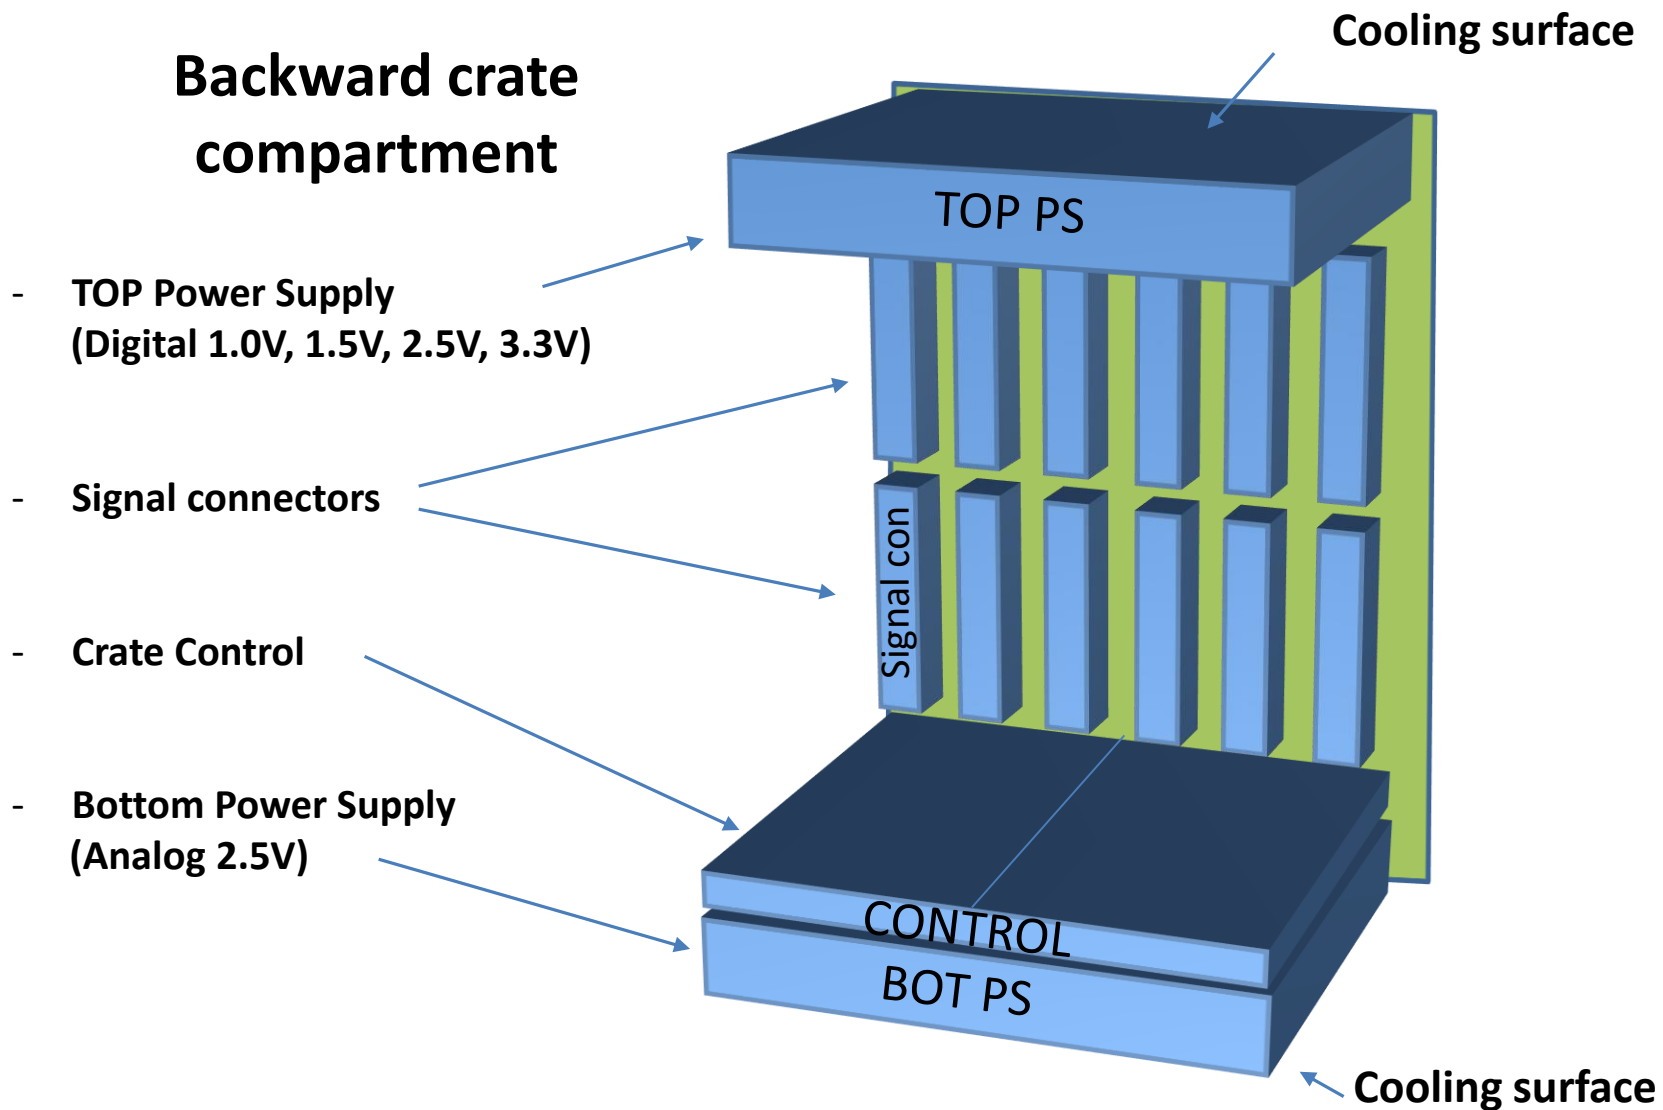 Cooling surface
Backward crate
compartment
TOP PS
- TOP Power Supply
(Digital 1.0V, 1.5V, 2.5V, 3.3V)
- Signal connectors
Signal con
- Crate Control
- Bottom Power Supply
(Analog 2.5V)
CONTROL
BOT PS
Cooling surface